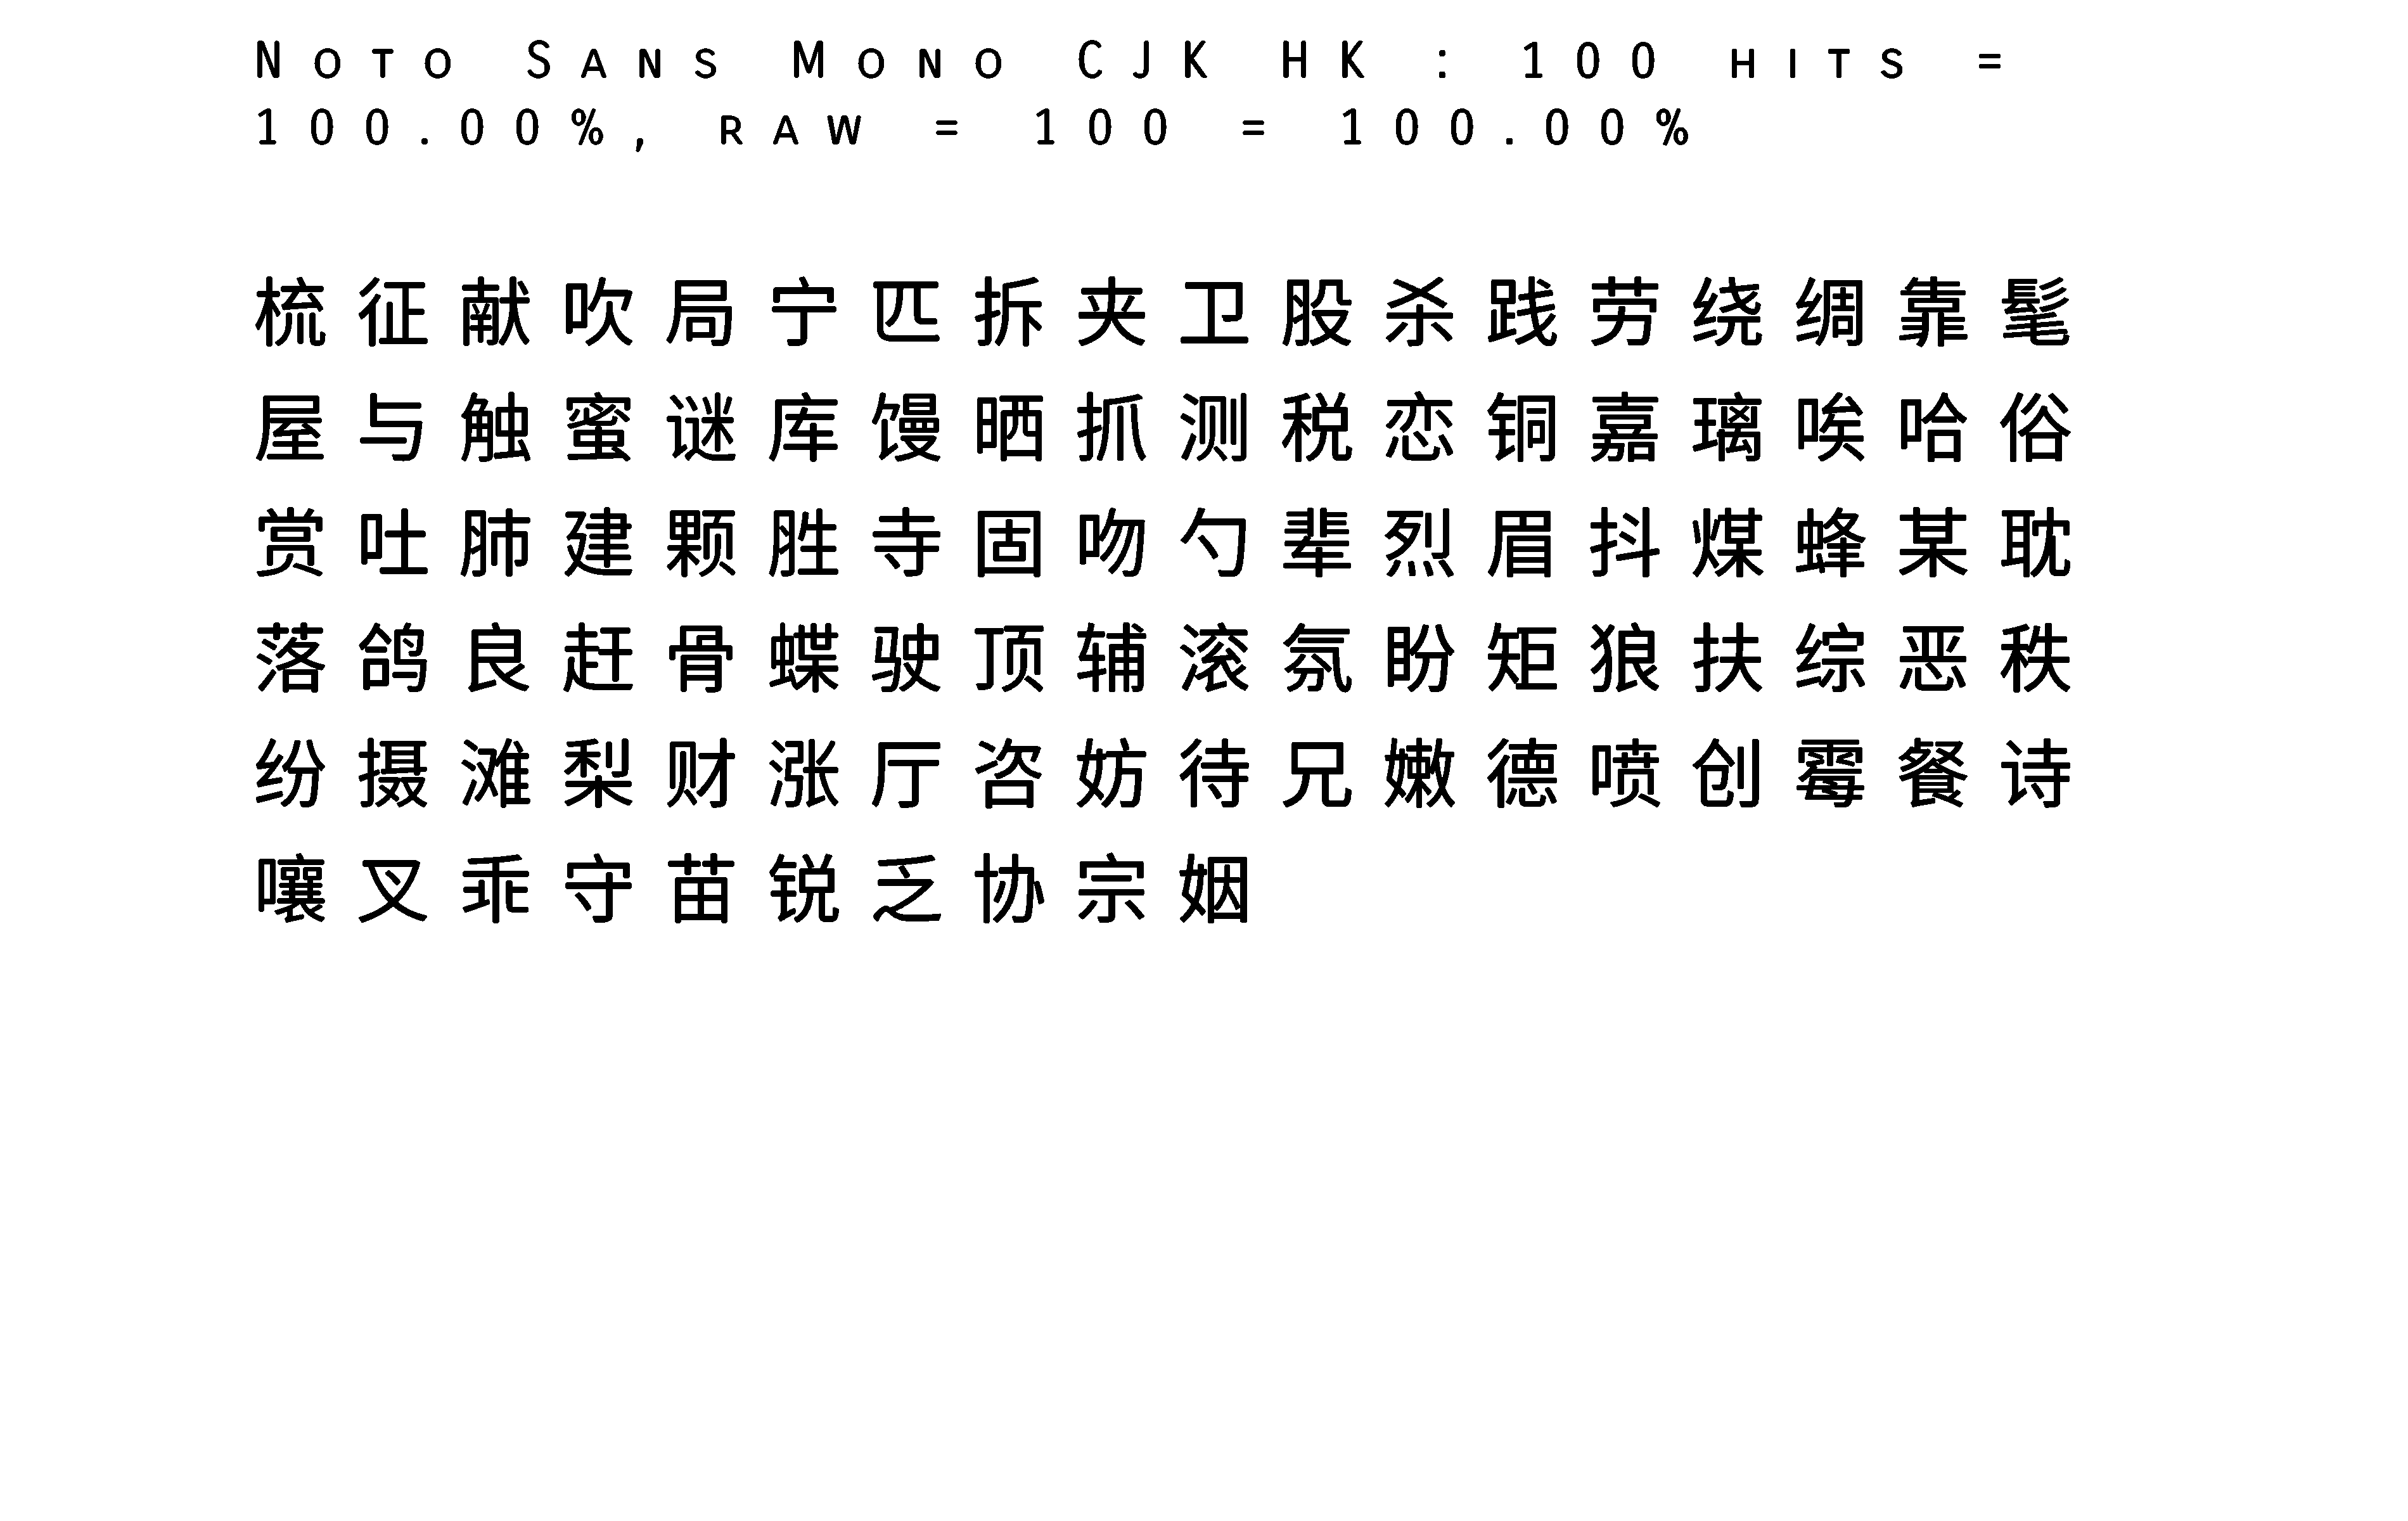 Noto Sans Mono CJK HK : 100 hits =
100.00%, raw = 100 = 100.00%
梳征献吹局宁匹拆夹卫股杀践劳绕绸靠髦
屋与触蜜谜库馒晒抓测税恋铜嘉璃唉哈俗
赏吐肺建颗胜寺固吻勺辈烈眉抖煤蜂某耽
落鸽良赶骨蝶驶顶辅滚氛盼矩狼扶综恶秩
纷摄滩梨财涨厅咨妨待兄嫩德喷创霉餐诗
嚷叉乖守苗锐乏协宗姻